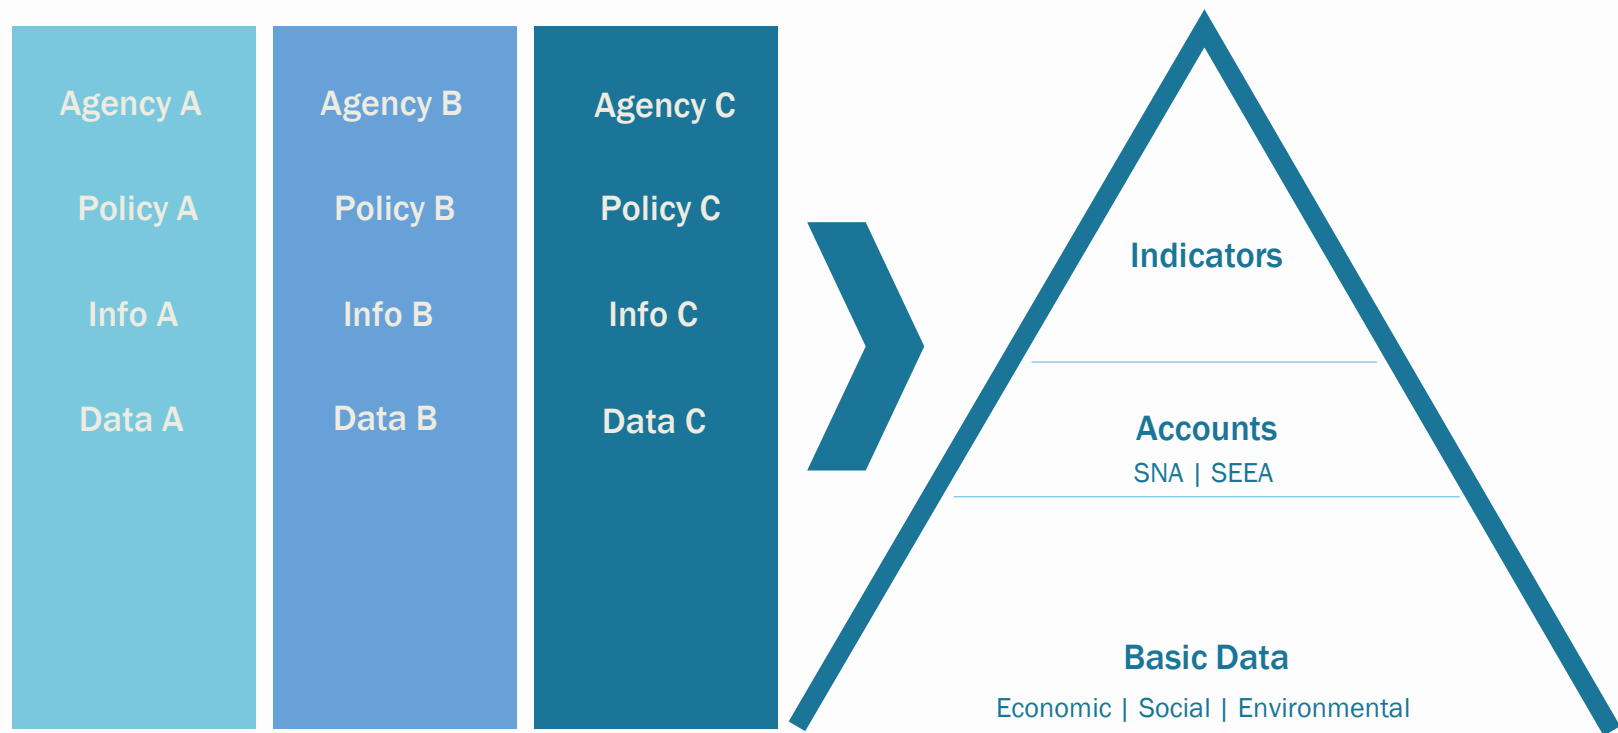 Agency A
Policy A
Info A
Data A
Agency B
Policy B
Info B
Data B
Agency C
Policy C
Info C
Data C
Indicators
Accounts
SNA | SEEA
Basic Data
Economic | Social | Environmental